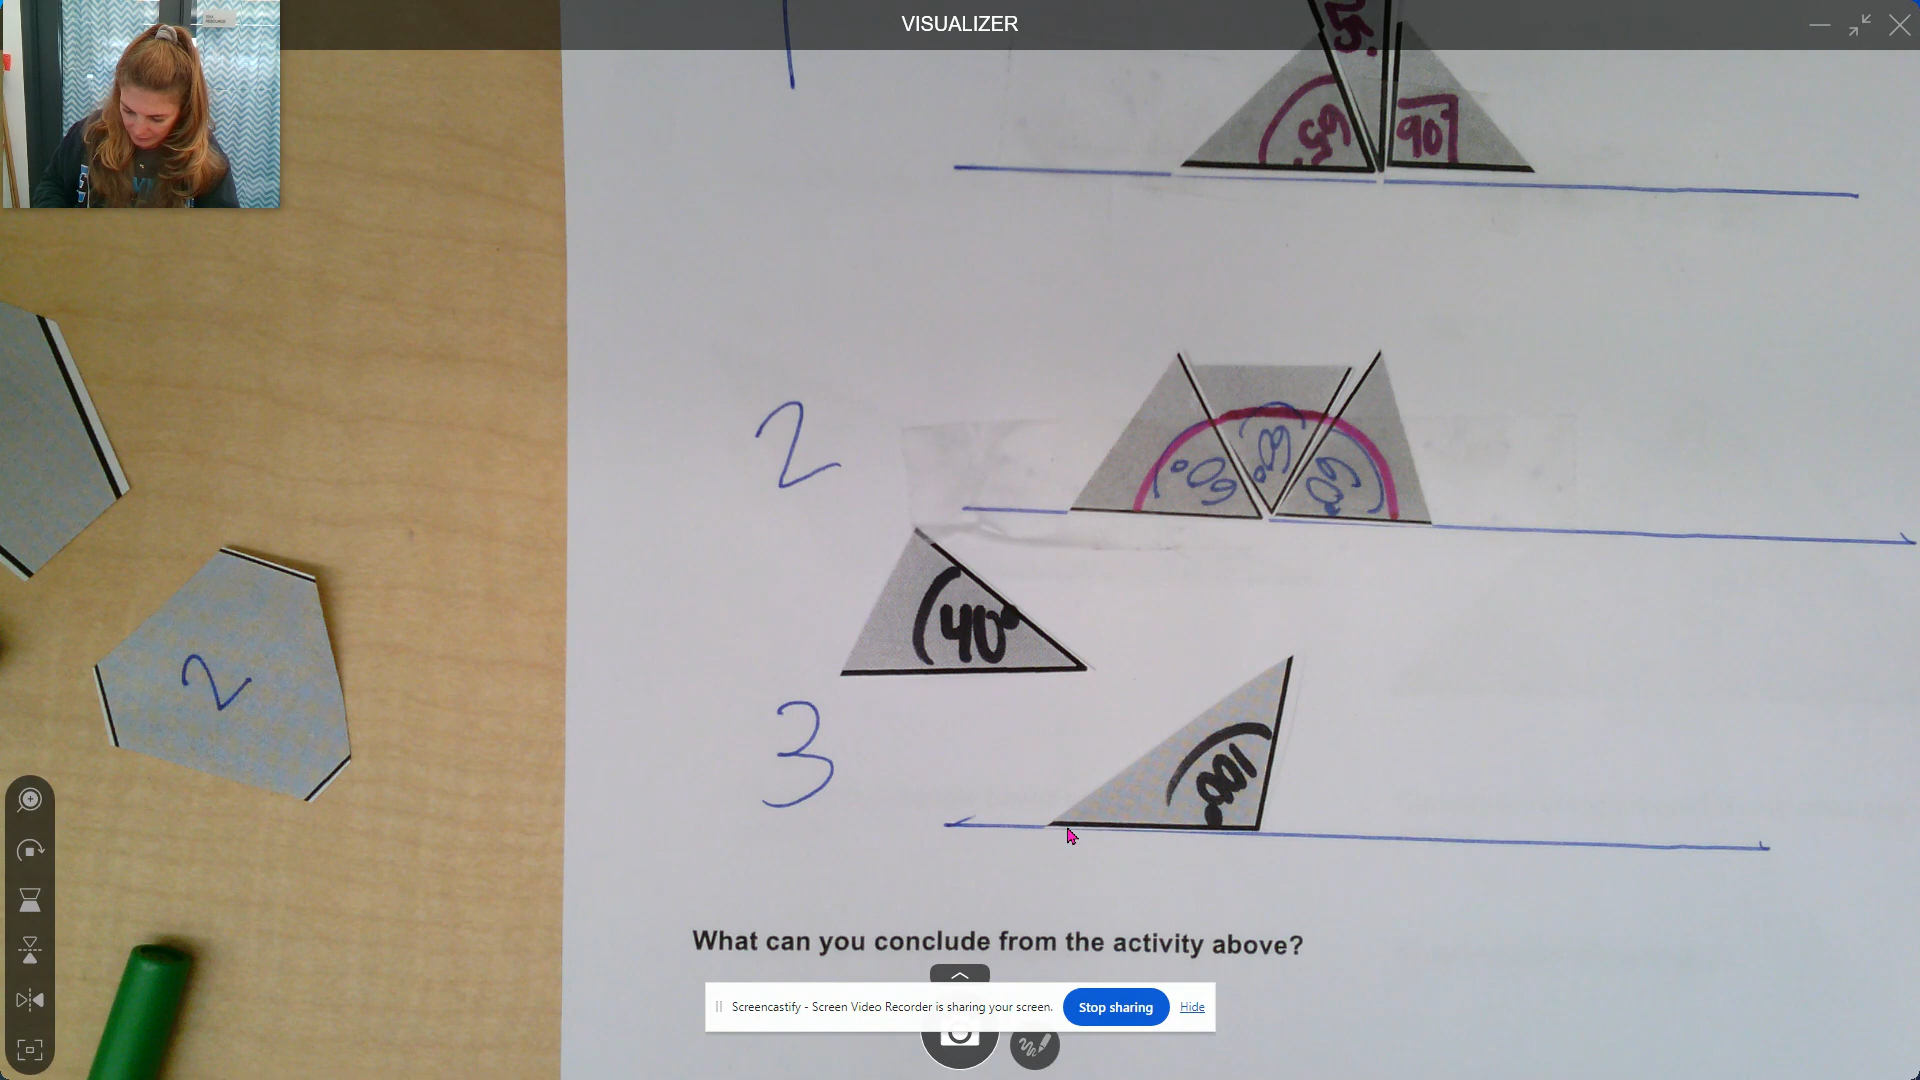 VISUALIZER
25°
65°
90°
2
60°
60°
60°
40°
2
3
100°
What can you conclude from the activity above?
Screencastify - Screen Video Recorder is sharing your screen.
Stop sharing
Hide